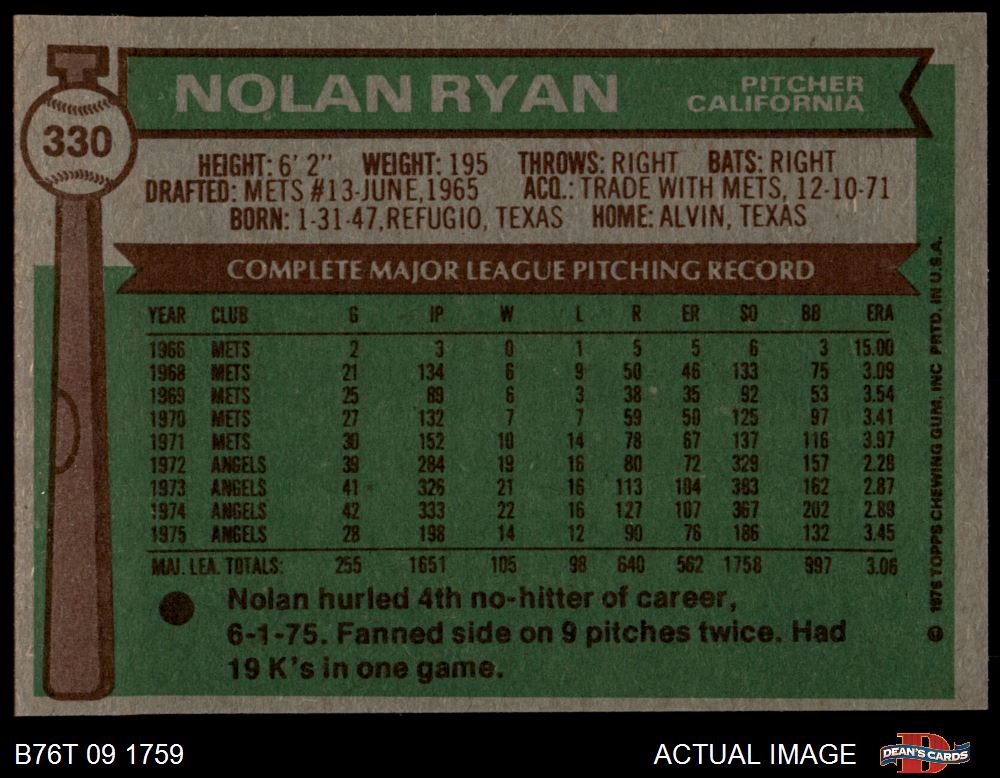 NOLAN RYAN
PITCHER
CALIFORNIA
330
HEIGHT: 6' 2" WEIGHT: 195 THROWS: RIGHT BATS: RIGHT
DRAFTED: METS #13-JUNE,1965 ACQ.: TRADE WITH METS, 12-10-71
BORN: 1-31-47,REFUGIO, TEXAS HOME: ALVIN, TEXAS
COMPLETE MAJOR LEAGUE PITCHING RECORD
YEAR CLUB G IP W L R ER SO BB ERA
1966 METS 2 3 0 1 5 5 6 3 15.00
1968 METS 21 134 6 9 50 46 133 75 3.09
1969 METS 25 89 6 3 38 35 92 53 3.54
1970 METS 27 132 7 7 59 50 125 97 3.41
1971 METS 30 152 10 14 78 67 137 116 3.97
1972 ANGELS 39 284 19 16 80 72 329 157 2.28
1973 ANGELS 41 326 21 16 113 104 383 162 2.87
1974 ANGELS 42 333 22 16 127 107 367 202 2.89
1975 ANGELS 28 198 14 12 90 76 186 132 3.45
MAJ. LEA. TOTALS: 255 1651 105 98 640 562 1758 997 3.06
Nolan hurled 4th no-hitter of career,
6-1-75. Fanned side on 9 pitches twice. Had
19 K's in one game.
© 1976 TOPPS CHEWING GUM, INC PRTD. IN U.S.A.
B76T 09 1759
ACTUAL IMAGE
DEAN'S CARDS